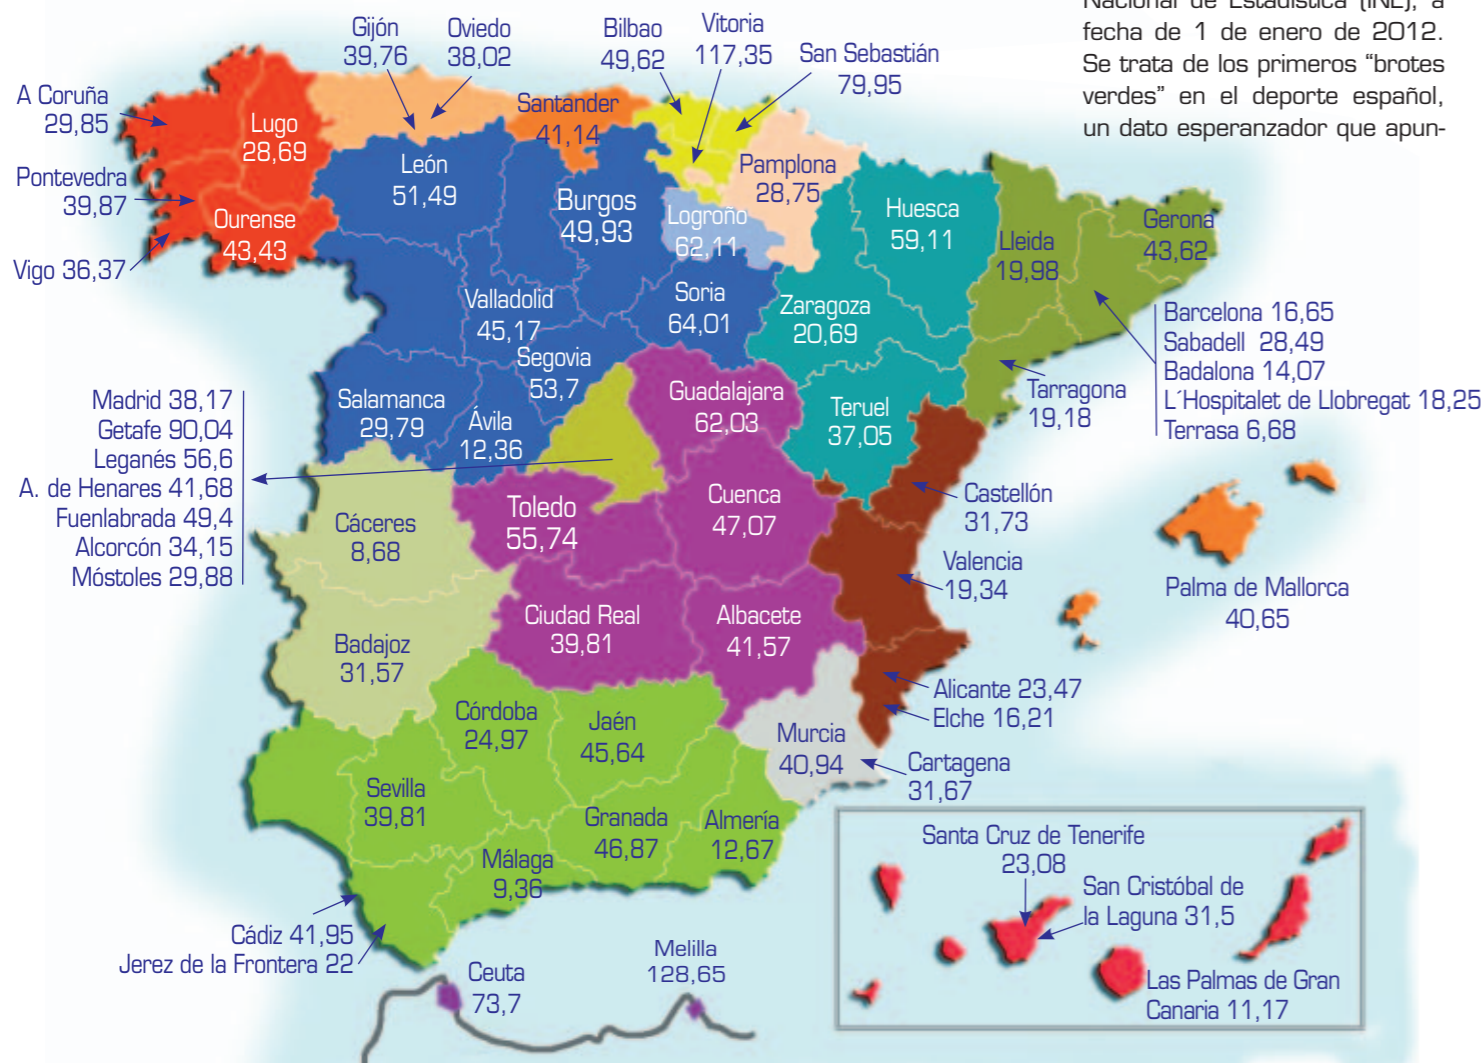 Nacional de Estadística (INE), a
fecha de 1 de enero de 2012.
Se trata de los primeros “brotes
verdes” en el deporte español,
un dato esperanzador que apun-
Gijón
39,76
Oviedo
38,02
Bilbao
49,62
Vitoria
117,35
San Sebastián
79,95
A Coruña
29,85
Lugo
28,69
Santander
41,14
Pontevedra
39,87
Ourense
43,43
Vigo 36,37
León
51,49
Burgos
49,93
Pamplona
28,75
Logroño
62,11
Huesca
59,11
Lleida
19,98
Gerona
43,62
Valladolid
45,17
Soria
64,01
Zaragoza
20,69
Barcelona 16,65
Sabadell 28,49
Badalona 14,07
L´Hospitalet de Llobregat 18,25
Terrasa 6,68
Segovia
53,7
Tarragona
19,18
Salamanca
29,79
Ávila
12,36
Guadalajara
62,03
Teruel
37,05
Madrid 38,17
Getafe 90,04
Leganés 56,6
A. de Henares 41,68
Fuenlabrada 49,4
Alcorcón 34,15
Móstoles 29,88
Cáceres
8,68
Toledo
55,74
Cuenca
47,07
Castellón
31,73
Valencia
19,34
Palma de Mallorca
40,65
Badajoz
31,57
Ciudad Real
39,81
Albacete
41,57
Alicante 23,47
Elche 16,21
Córdoba
24,97
Jaén
45,64
Murcia
40,94
Cartagena
31,67
Sevilla
39,81
Granada
46,87
Almería
12,67
Málaga
9,36
Cádiz 41,95
Jerez de la Frontera 22
Ceuta
73,7
Melilla
128,65
Santa Cruz de Tenerife
23,08
San Cristóbal de
la Laguna 31,5
Las Palmas de Gran
Canaria 11,17